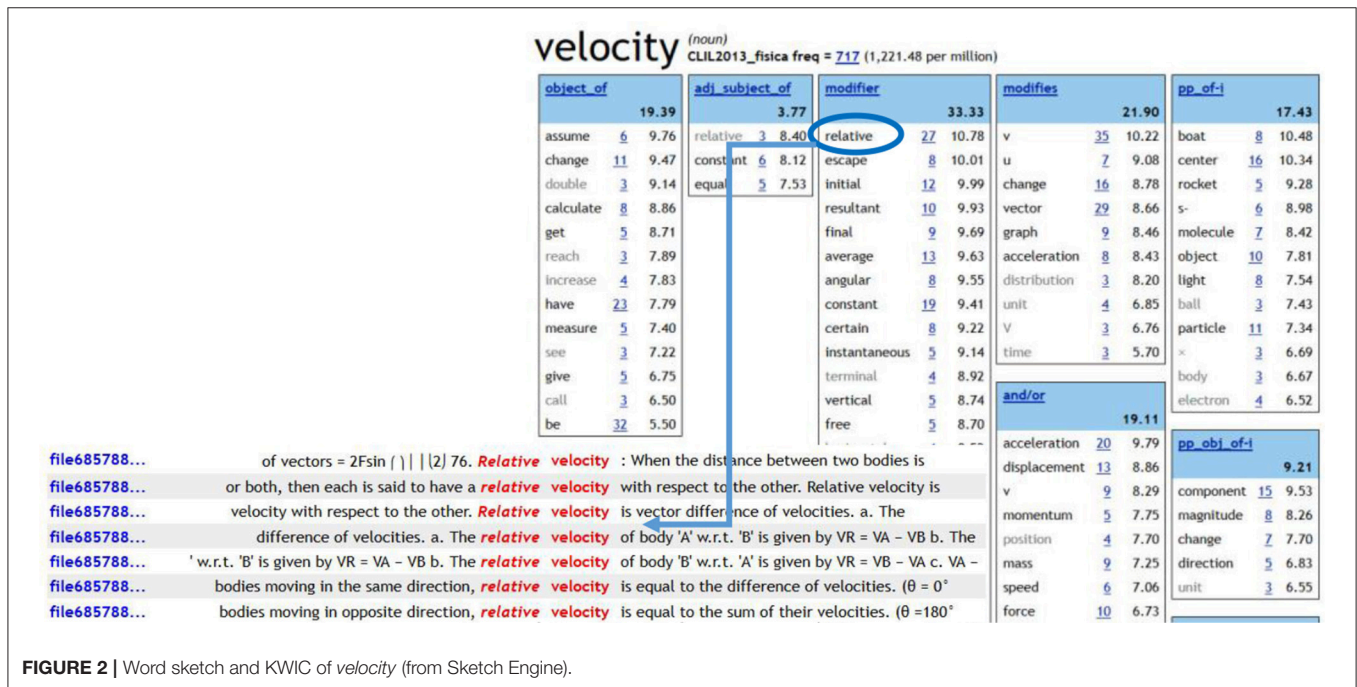 velocity (noun)
CLIL2013_fisica freq = 717 (1,221.48 per million)
object_of
19.39
assume 6 9.76
change 11 9.47
double 3 9.14
calculate 8 8.86
get 5 8.71
reach 3 7.89
increase 4 7.83
have 23 7.79
measure 5 7.40
see 3 7.22
give 5 6.75
call 3 6.50
be 32 5.50
adj_subject_of
3.77
relative 3 8.40
constant 6 8.12
equal 5 7.53
modifier
33.33
relative 27 10.78
escape 8 10.01
initial 12 9.99
resultant 10 9.93
final 9 9.69
average 13 9.63
angular 8 9.55
constant 19 9.41
certain 8 9.22
instantaneous 5 9.14
terminal 4 8.92
vertical 5 8.74
free 5 8.70
modifies
21.90
v 35 10.22
u 7 9.08
change 16 8.78
vector 29 8.66
graph 9 8.46
acceleration 8 8.43
distribution 3 8.20
unit 4 6.85
V 3 6.76
time 3 5.70
and/or
19.11
acceleration 20 9.79
displacement 13 8.86
v 9 8.29
momentum 5 7.75
position 4 7.70
mass 9 7.25
speed 6 7.06
force 10 6.73
pp_of-i
17.43
boat 8 10.48
center 16 10.34
rocket 5 9.28
s- 6 8.98
molecule 7 8.42
object 10 7.81
light 8 7.54
ball 3 7.43
particle 11 7.34
× 3 6.69
body 3 6.67
electron 4 6.52
pp_obj_of-i
9.21
component 15 9.53
magnitude 8 8.26
change 7 7.70
direction 5 6.83
unit 3 6.55
file685788... of vectors = 2Fsin ⎛ ⎞ | | ⎝2⎠ 76. Relative velocity : When the distance between two bodies is
file685788... or both, then each is said to have a relative velocity with respect to the other. Relative velocity is
file685788... velocity with respect to the other. Relative velocity is vector difference of velocities. a. The
file685788... difference of velocities. a. The relative velocity of body 'A' w.r.t. 'B' is given by VR = VA – VB b. The
file685788... ' w.r.t. 'B' is given by VR = VA – VB b. The relative velocity of body 'B' w.r.t. 'A' is given by VR = VB – VA c. VA –
file685788... bodies moving in the same direction, relative velocity is equal to the difference of velocities. (θ = 0°
file685788... bodies moving in opposite direction, relative velocity is equal to the sum of their velocities. (θ =180°
FIGURE 2 | Word sketch and KWIC of velocity (from Sketch Engine).